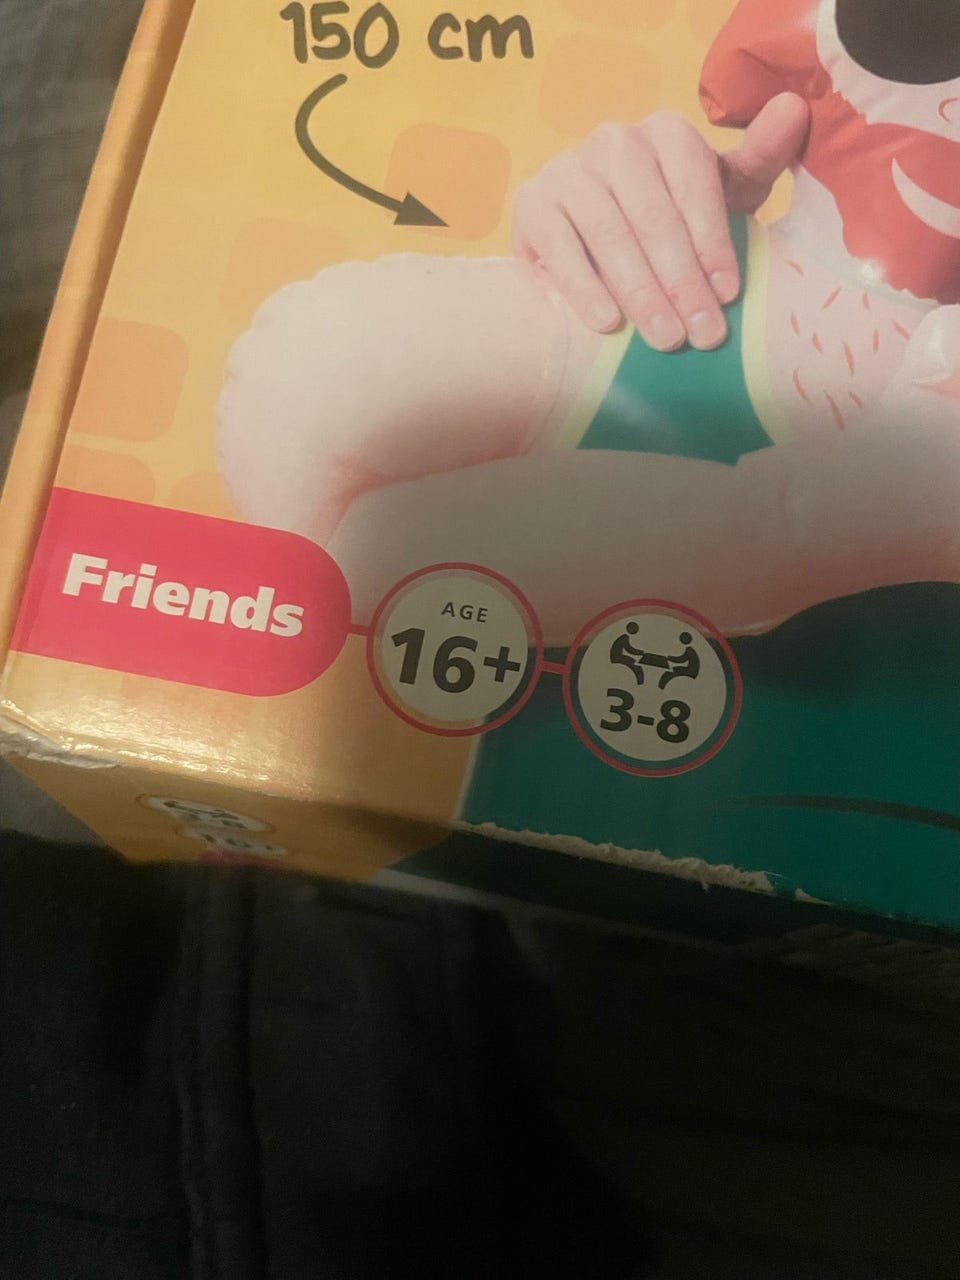 150 cm
Friends
AGE
16+
3-8